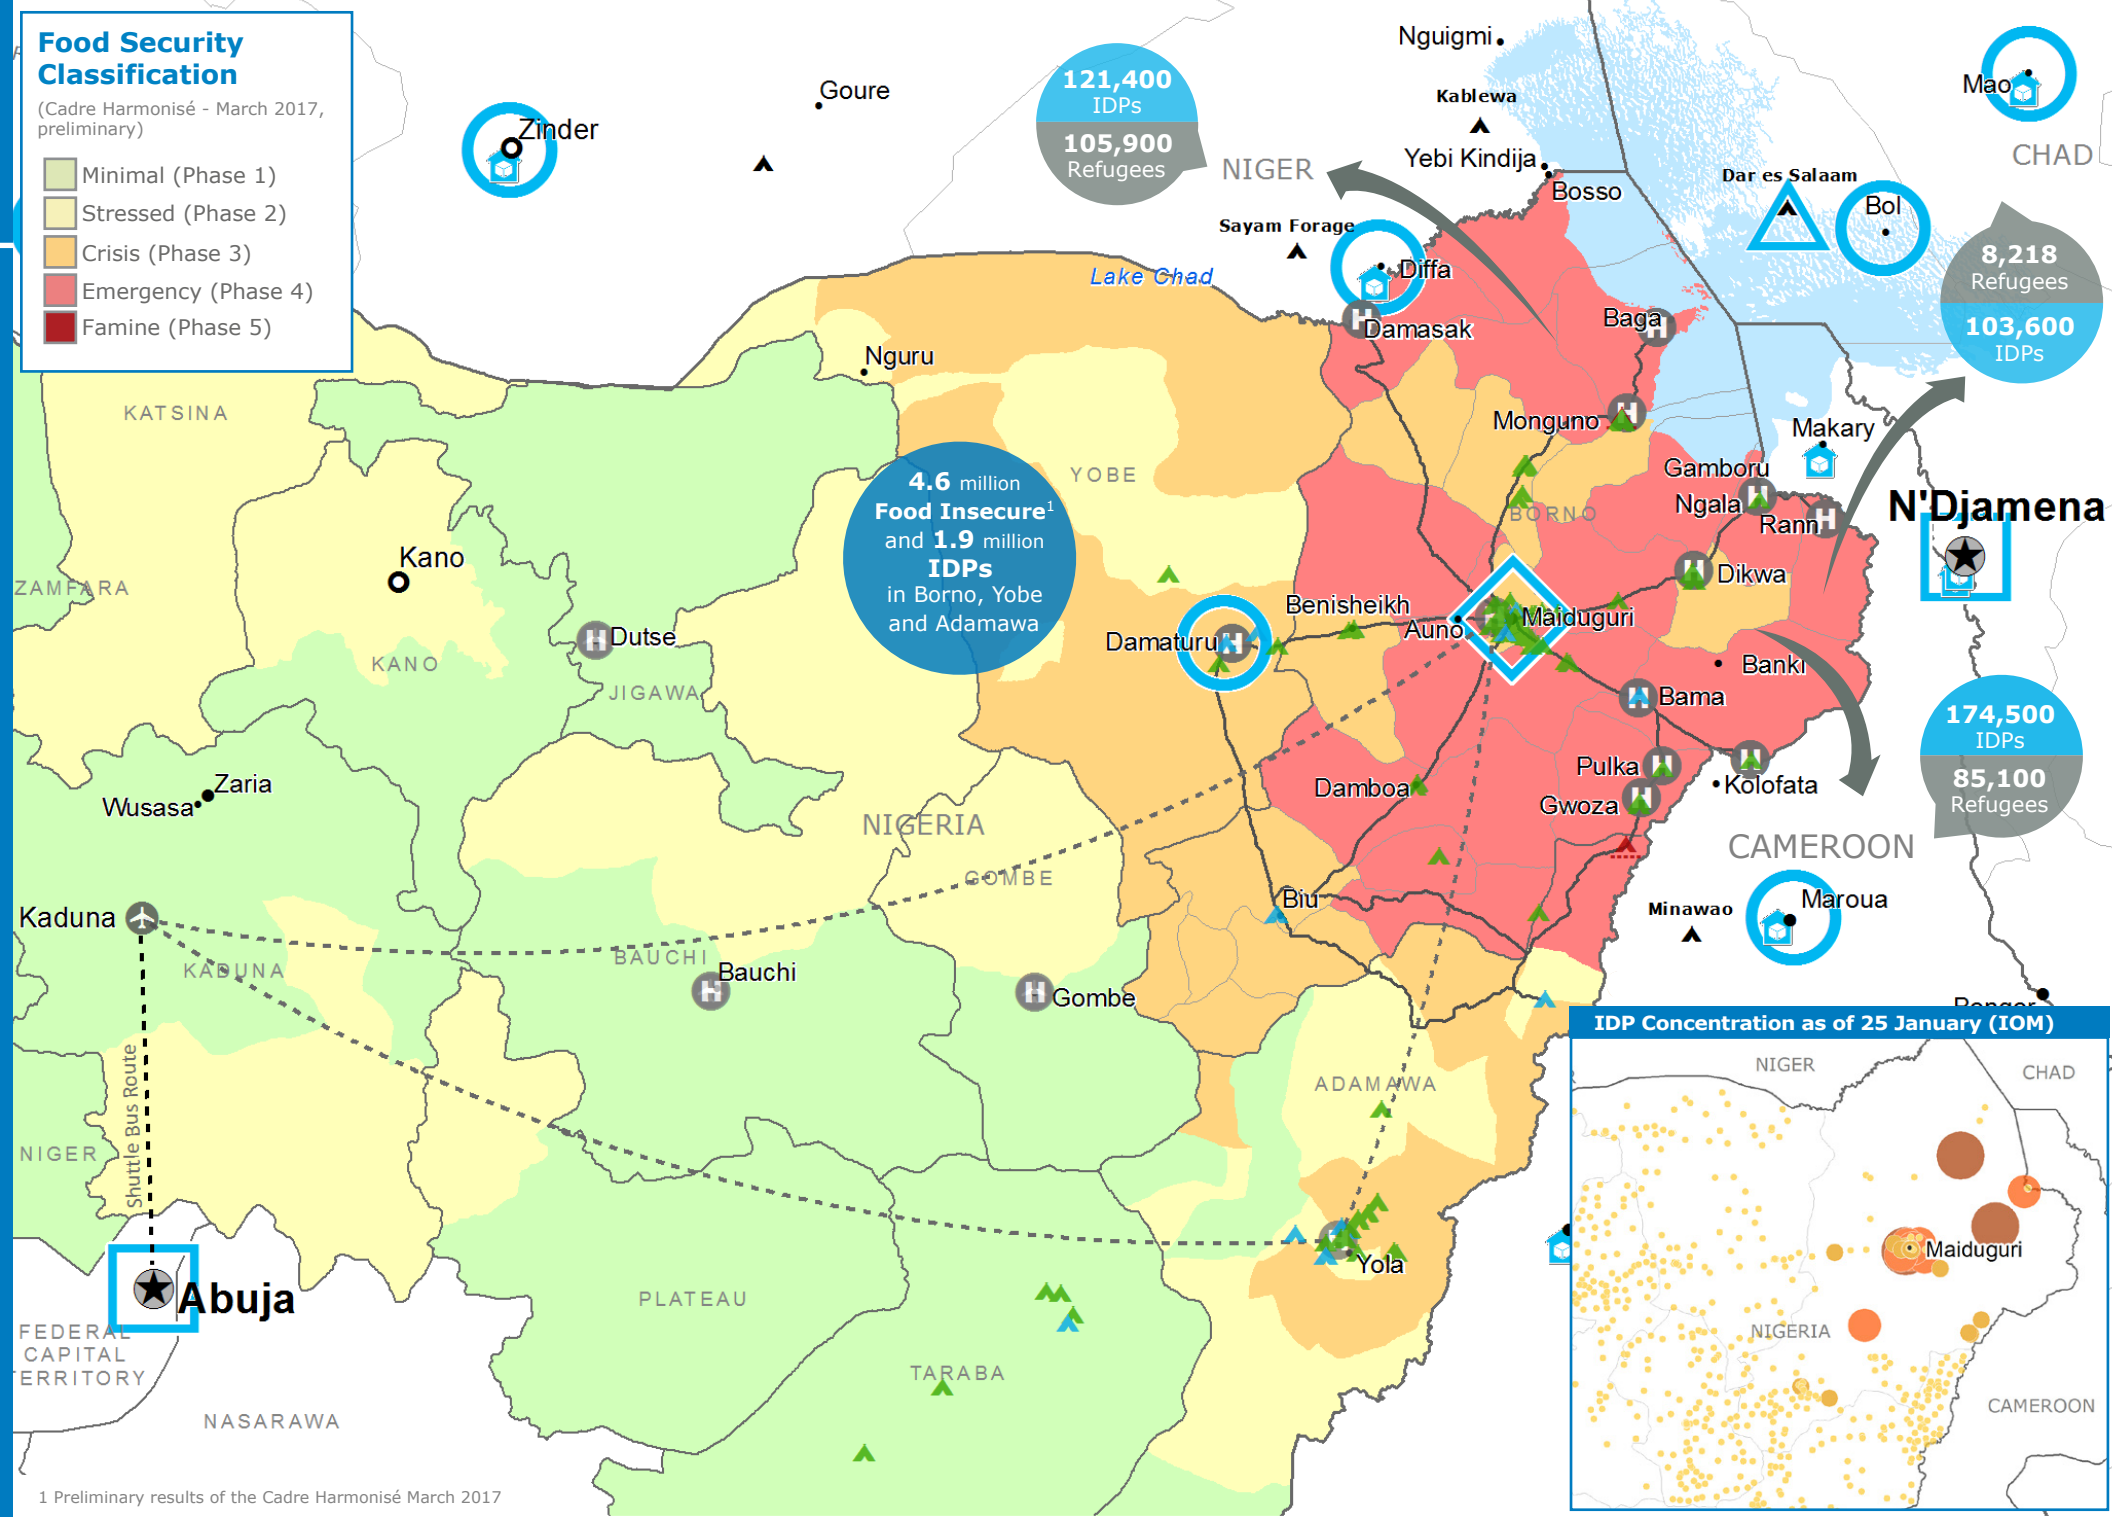 Food Security
Classification
(Cadre Harmonisé - March 2017,
preliminary)
Minimal (Phase 1)
Stressed (Phase 2)
Crisis (Phase 3)
Emergency (Phase 4)
Famine (Phase 5)
Zinder
Goure
121,400
IDPs
105,900
Refugees
NIGER
Nguigmi
Kablewa
Yebi Kindija
Bosso
Sayam Forage
Diffa
Dar es Salaam
Bol
Mao
CHAD
8,218
Refugees
103,600
IDPs
Lake Chad
Damasak
Baga
Nguru
KATSINA
Monguno
Makary
Gamboru
Ngala
Rann
N'Djamena
YOBE
BORNO
4.6 million
Food Insecure1
and 1.9 million
IDPs
in Borno, Yobe
and Adamawa
Kano
ZAMFARA
Dutse
KANO
JIGAWA
Damaturu
Benisheikh
Auno
Maiduguri
Dikwa
Banki
Bama
174,500
IDPs
85,100
Refugees
Pulka
Kolofata
Gwoza
Damboa
CAMEROON
Zaria
Wusasa
NIGERIA
GOMBE
Biu
Minawao
Maroua
Kaduna
KADUNA
BAUCHI
Bauchi
Gombe
ADAMAWA
Shuttle Bus Route
NIGER
Yola
Abuja
PLATEAU
FEDERAL
CAPITAL
TERRITORY
TARABA
NASARAWA
1 Preliminary results of the Cadre Harmonisé March 2017
IDP Concentration as of 25 January (IOM)
NIGER
CHAD
Maiduguri
NIGERIA
CAMEROON